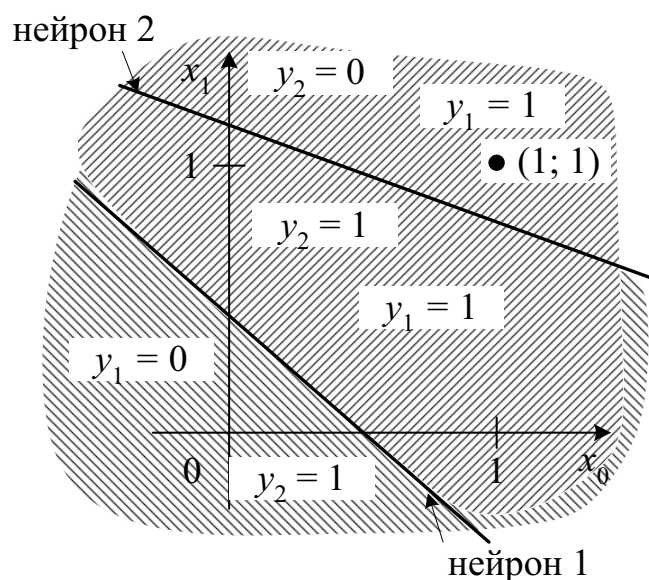 нейрон 2
x₁
y₂ = 0
y₁ = 1
1
(1; 1)
y₂ = 1
y₁ = 1
y₁ = 0
0
y₂ = 1
1
x₀
нейрон 1